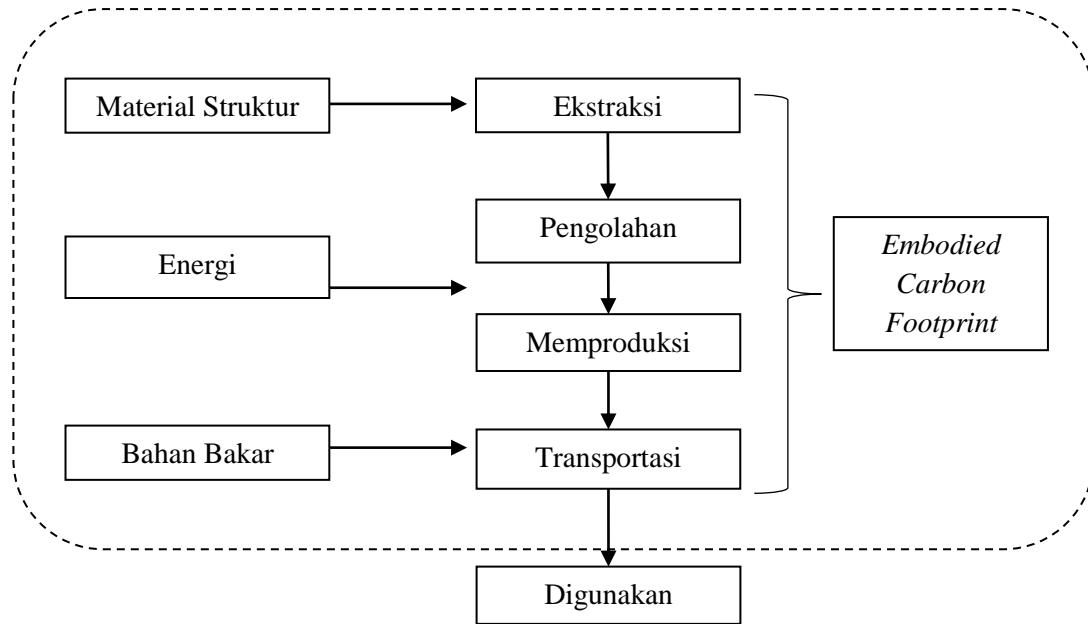 Material Struktur
Ekstraksi
Pengolahan
Energi
Embodied
Carbon
Footprint
Memproduksi
Bahan Bakar
Transportasi
Digunakan